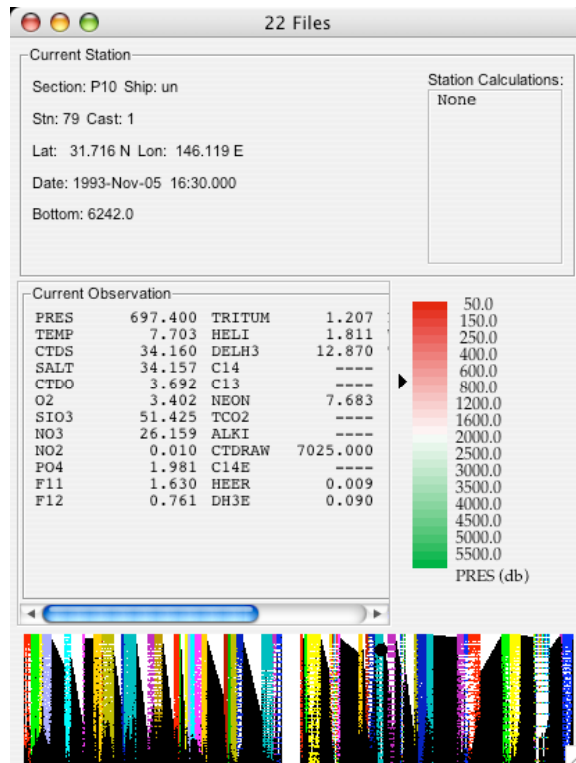 22 Files
Current Station
Section: P10 Ship: un
Stn: 79 Cast: 1
Lat: 31.716 N Lon: 146.119 E
Date: 1993-Nov-05 16:30.000
Bottom: 6242.0
Station Calculations:
None
Current Observation
PRES 697.400 TRITUM 1.207
TEMP 7.703 HELI 1.811
CTDS 34.160 DELH3 12.870
SALT 34.157 C14 ----
CTDO 3.692 C13 ----
O2 3.402 NEON 7.683
SIO3 51.425 TCO2 ----
NO3 26.159 ALKI ----
NO2 0.010 CTDRAW 7025.000
PO4 1.981 C14E ----
F11 1.630 HEER 0.009
F12 0.761 DH3E 0.090
50.0
150.0
250.0
400.0
600.0
800.0
1200.0
1600.0
2000.0
2500.0
3000.0
3500.0
4000.0
4500.0
5000.0
5500.0
PRES (db)